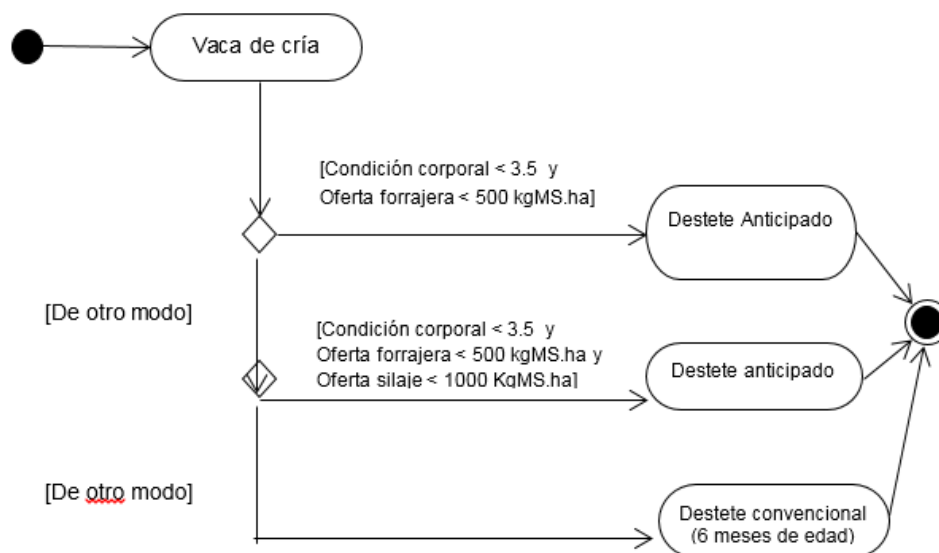 Vaca de cría
[Condición corporal < 3.5 y
Oferta forrajera < 500 kgMS.ha]
Destete Anticipado
[De otro modo]
[Condición corporal < 3.5 y
Oferta forrajera < 500 kgMS.ha y
Oferta silaje < 1000 KgMS.ha]
Destete anticipado
[De otro modo]
Destete convencional
(6 meses de edad)